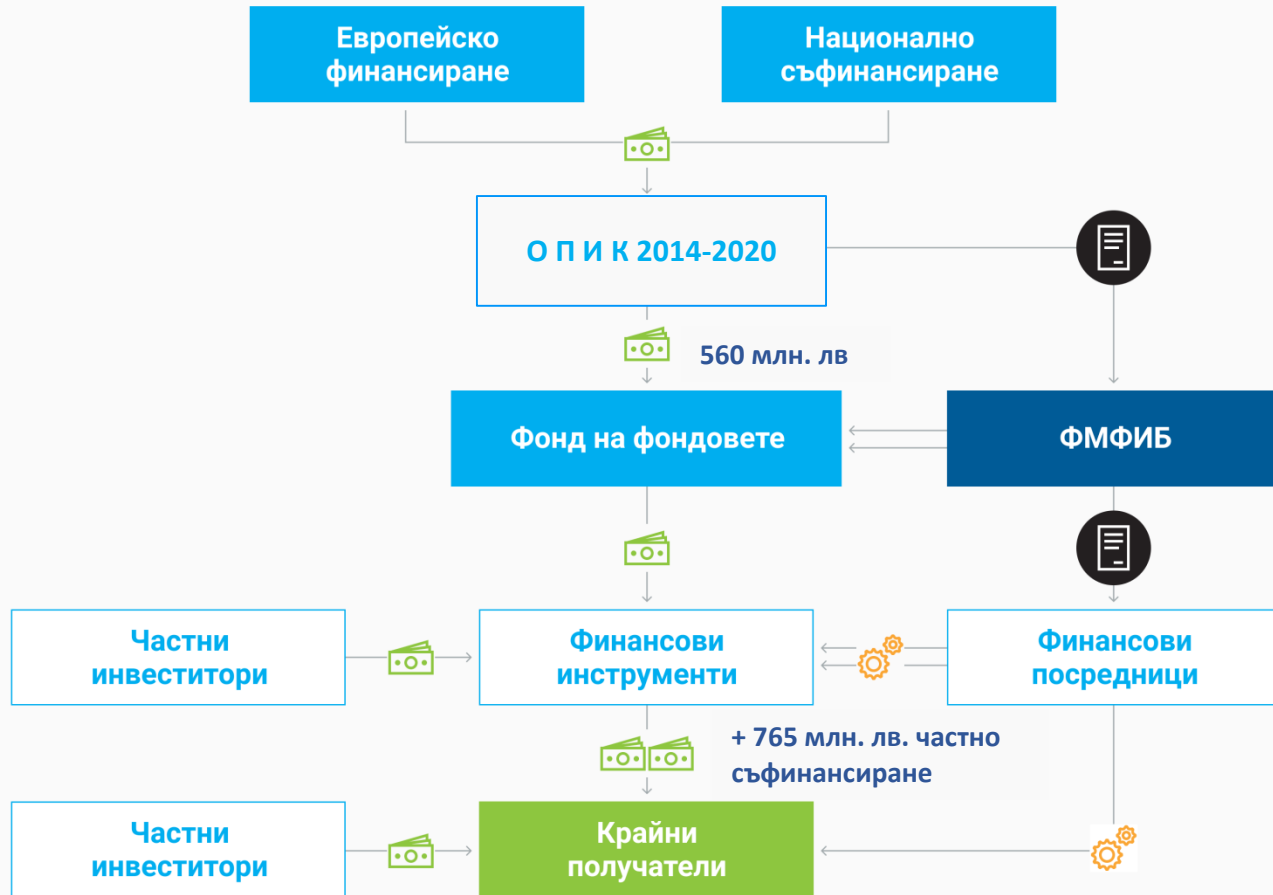 Европейско
финансиране
Национално
съфинансиране
О П И К 2014-2020
560 млн. лв
Фонд на фондовете
ФМФИБ
Частни
инвеститори
Финансови
инструменти
Финансови
посредници
+ 765 млн. лв. частно
съфинансиране
Частни
инвеститори
Крайни
получатели